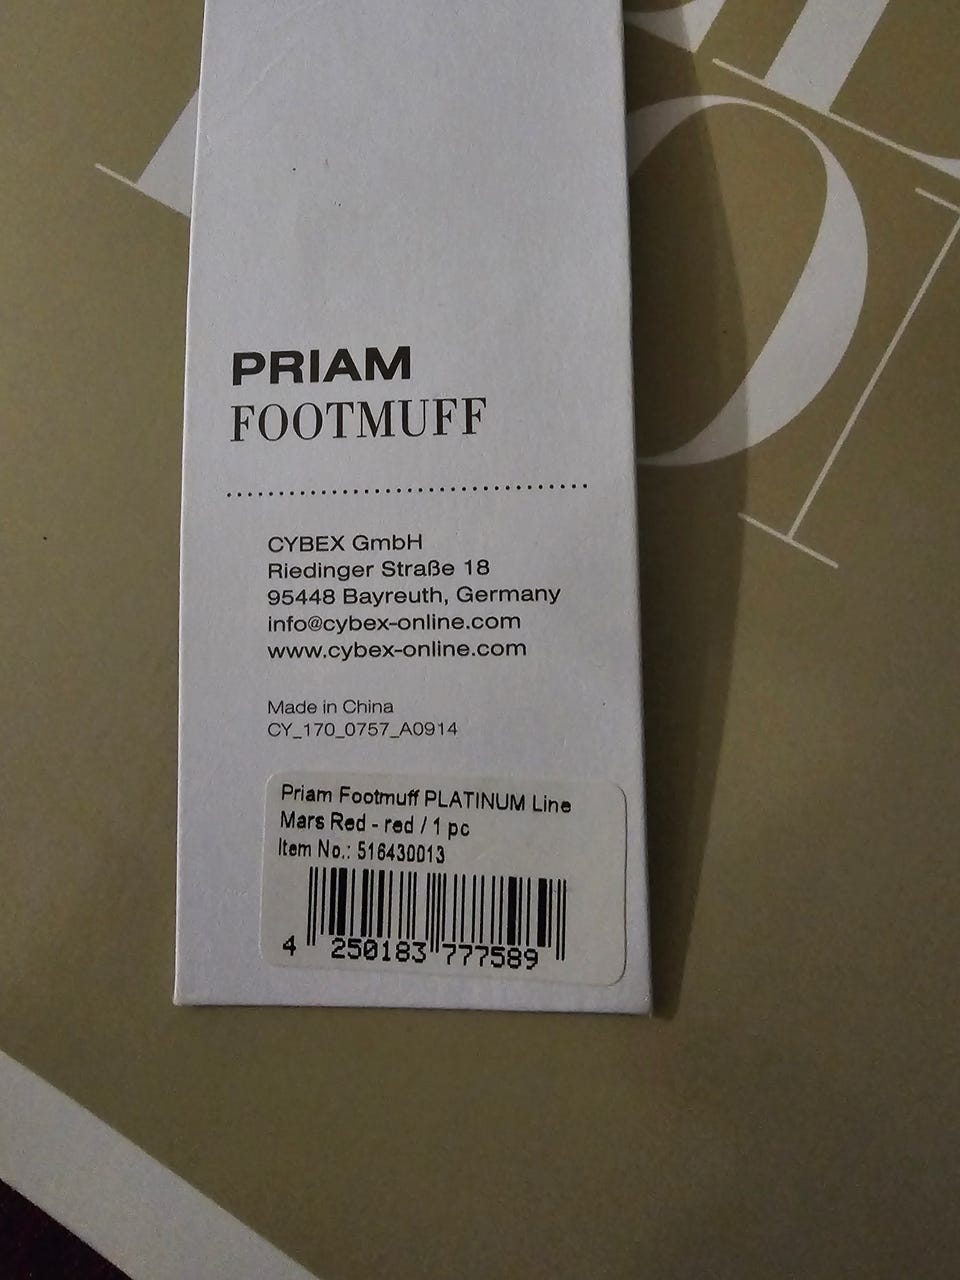 PRIAM
FOOTMUFF
CYBEX GmbH
Riedinger Straße 18
95448 Bayreuth, Germany
info@cybex-online.com
www.cybex-online.com
Made in China
CY_170_0757_A0914
Priam Footmuff PLATINUM Line
Mars Red - red / 1 pc
Item No.: 516430013
4 250183 777589